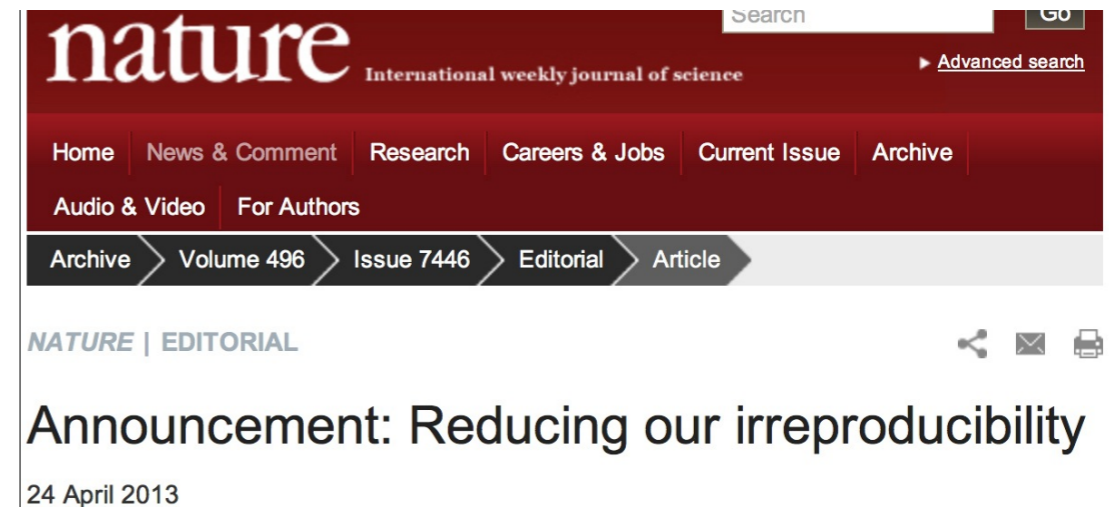 Search Go
nature International weekly journal of science
Advanced search
Home News & Comment Research Careers & Jobs Current Issue Archive
Audio & Video For Authors
Archive Volume 496 Issue 7446 Editorial Article
NATURE | EDITORIAL
Announcement: Reducing our irreproducibility
24 April 2013